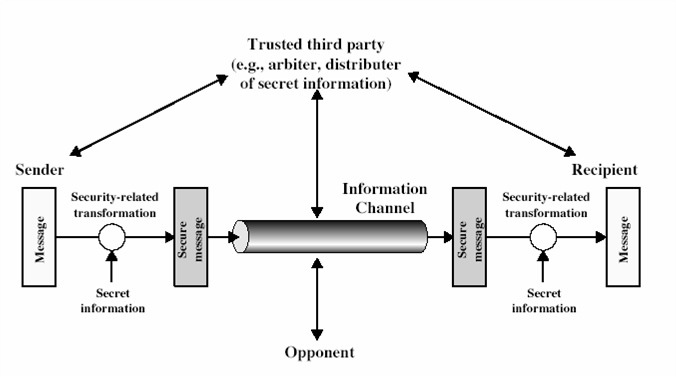 Trusted third party
(e.g., arbiter, distributer
of secret information)
Sender
Recipient
Message
Security-related
transformation
Secret
information
Secure
message
Information
Channel
Secure
message
Security-related
transformation
Secret
information
Message
Opponent